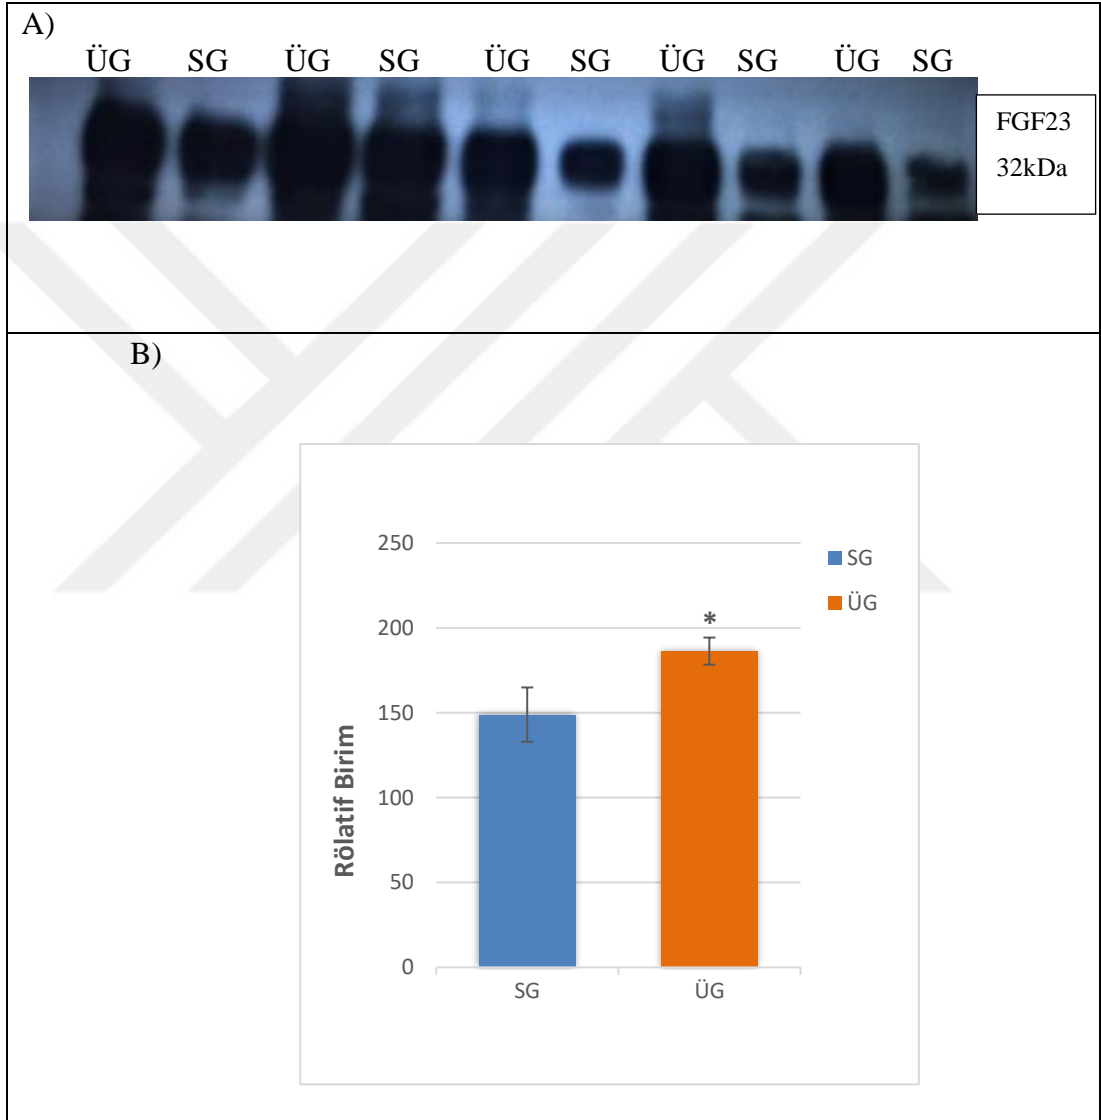 A)
ÜG SG ÜG SG ÜG SG ÜG SG ÜG SG
FGF23
32kDa
B)
250
200
150
100
50
0
Rölatif Birim
*
SG
ÜG
SG ÜG